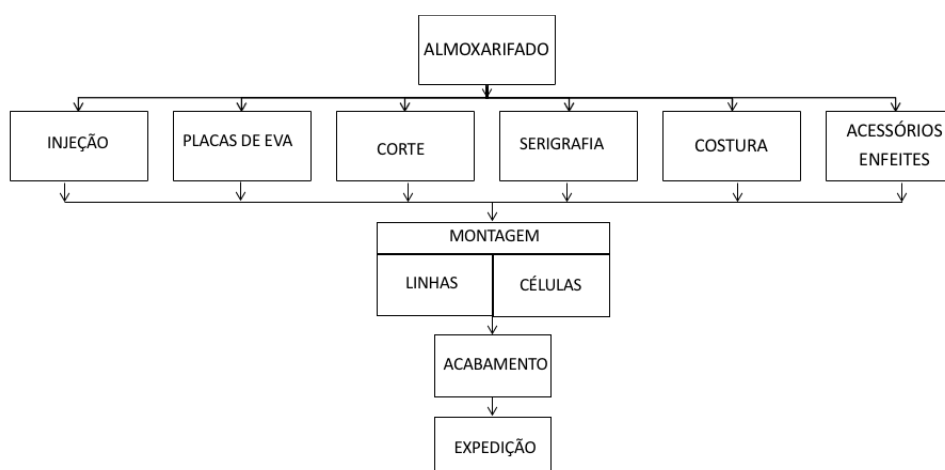 ALMOXARIFADO
INJEÇÃO
PLACAS DE EVA
CORTE
SERIGRAFIA
COSTURA
ACESSÓRIOS
ENFEITES
MONTAGEM
LINHAS
CÉLULAS
ACABAMENTO
EXPEDIÇÃO